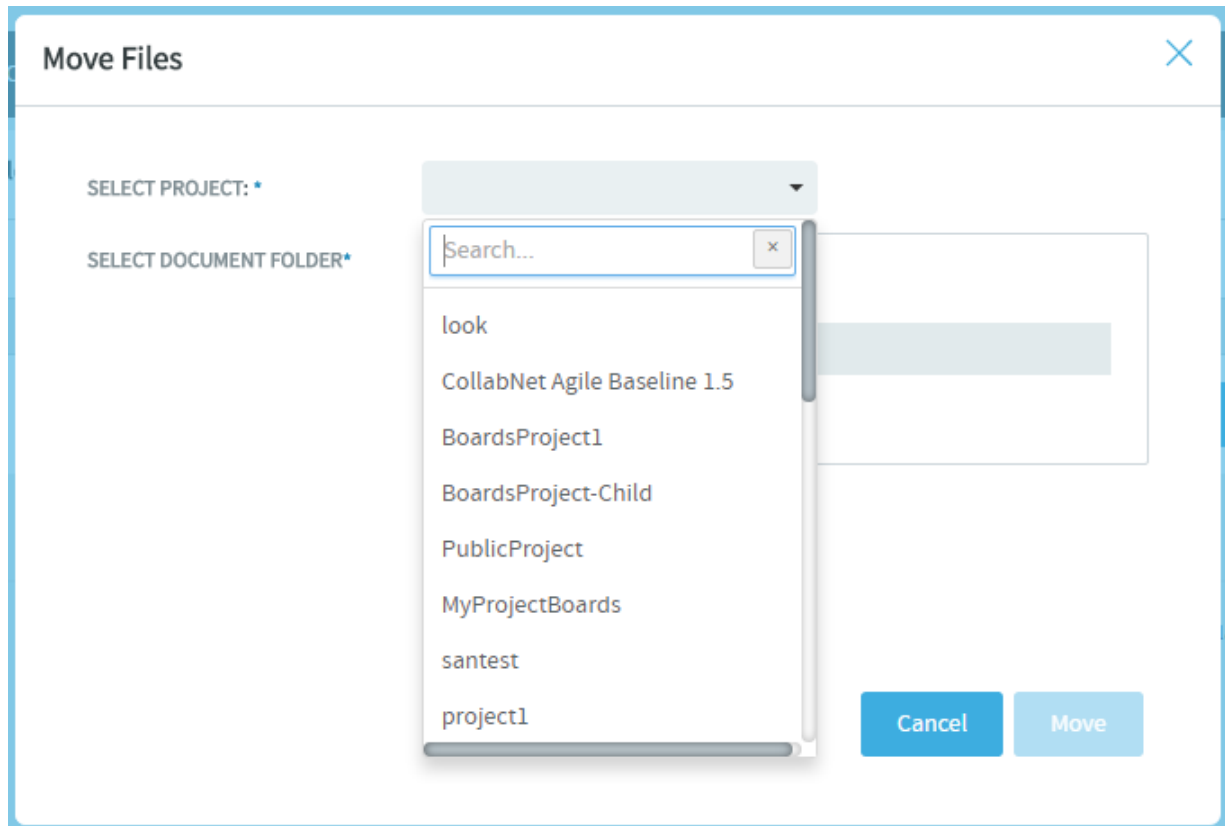 Move Files
SELECT PROJECT: *
Search...
SELECT DOCUMENT FOLDER*
look
CollabNet Agile Baseline 1.5
BoardsProject1
BoardsProject-Child
PublicProject
MyProjectBoards
santest
project1
Cancel
Move